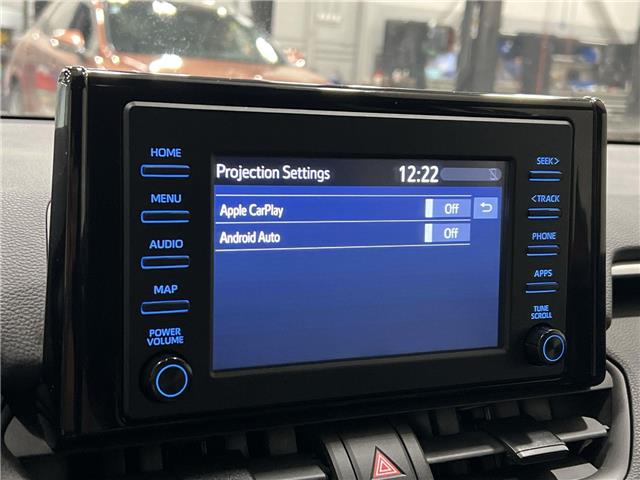 HOME
MENU
AUDIO
MAP
POWER
VOLUME
Projection Settings 12:22
Apple CarPlay Off
Android Auto Off
SEEK>
<TRACK
PHONE
APPS
TUNE
SCROLL